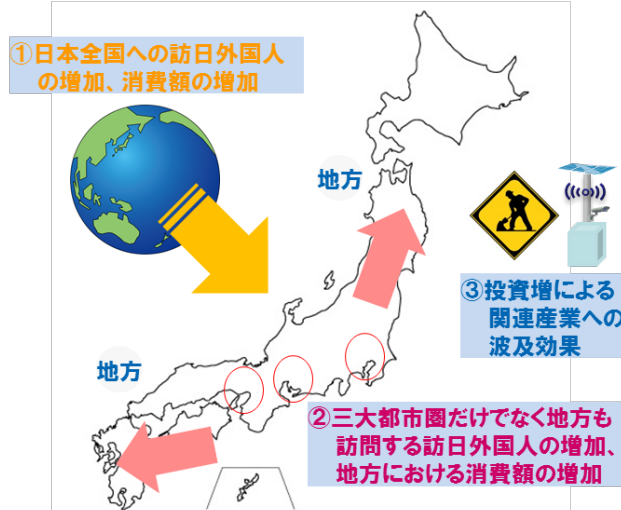 ①日本全国への訪日外国人
の増加、消費額の増加
地方
③投資増による
関連産業への
波及効果
地方
②三大都市圏だけでなく地方も
訪問する訪日外国人の増加、
地方における消費額の増加